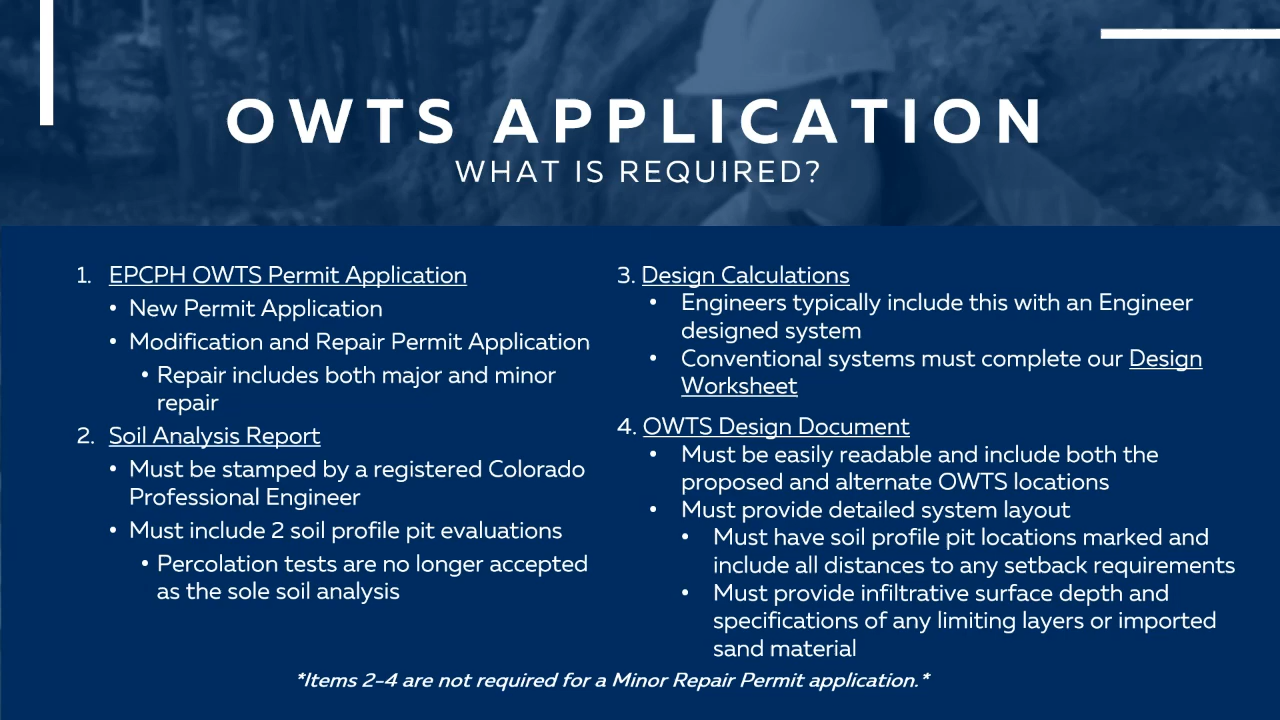 OWTS APPLICATION
WHAT IS REQUIRED?
1. EPCPH OWTS Permit Application
• New Permit Application
• Modification and Repair Permit Application
• Repair includes both major and minor
repair
2. Soil Analysis Report
• Must be stamped by a registered Colorado
Professional Engineer
• Must include 2 soil profile pit evaluations
• Percolation tests are no longer accepted
as the sole soil analysis
3. Design Calculations
• Engineers typically include this with an Engineer
designed system
• Conventional systems must complete our Design
Worksheet
4. OWTS Design Document
• Must be easily readable and include both the
proposed and alternate OWTS locations
• Must provide detailed system layout
• Must have soil profile pit locations marked and
include all distances to any setback requirements
• Must provide infiltrative surface depth and
specifications of any limiting layers or imported
sand material
*Items 2-4 are not required for a Minor Repair Permit application.*